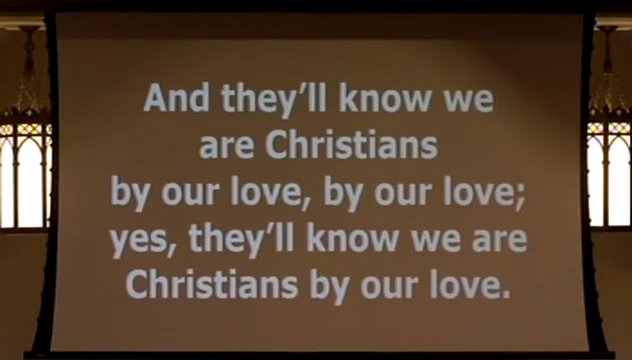 And they'll know we
are Christians
by our love, by our love;
yes, they'll know we are
Christians by our love.